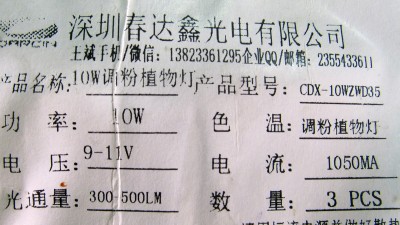 深圳春达鑫光电有限公司
王斌手机/微信: 13823361295企业QQ/邮箱: 2355433611
产品名称: 10W调粉植物灯 产品型号: CDX-10WZWD35
功 率: 10W 色 温: 调粉植物灯
电 压: 9-11V 电 流: 1050MA
光通量: 300-500LM 数 量: 3 PCS